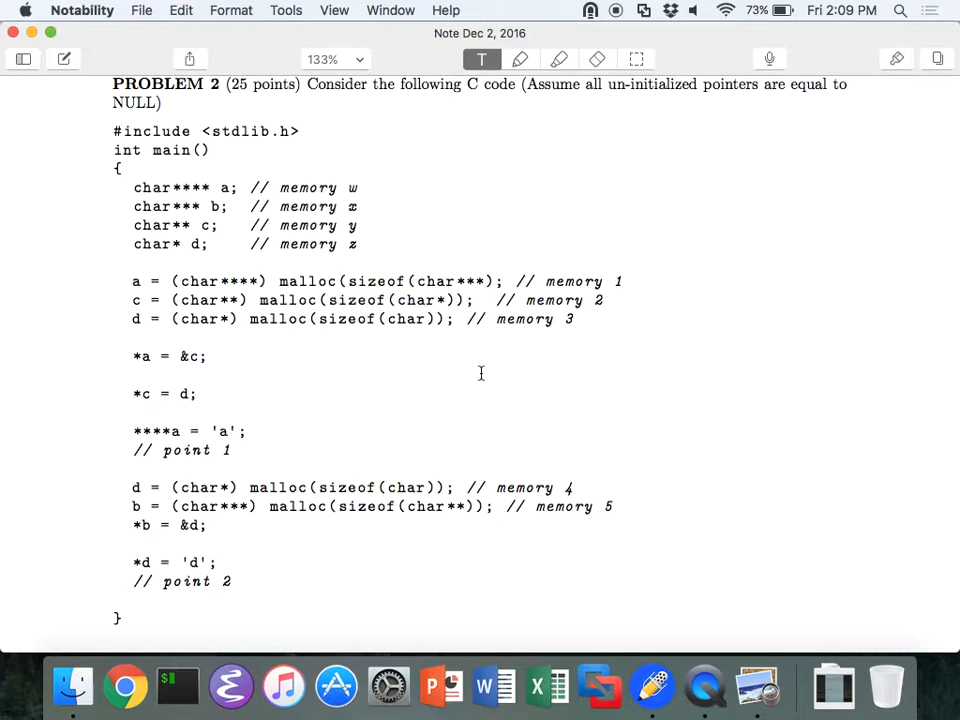 Notability File Edit Format Tools View Window Help 73% Fri 2:09 PM
Note Dec 2, 2016
133% T
PROBLEM 2 (25 points) Consider the following C code (Assume all un-initialized pointers are equal to
NULL)
#include <stdlib.h>
int main()
{
char**** a; // memory w
char*** b; // memory x
char** c; // memory y
char* d; // memory z
a = (char****) malloc(sizeof(char***); // memory 1
c = (char**) malloc(sizeof(char*)); // memory 2
d = (char*) malloc(sizeof(char)); // memory 3
*a = &c;
*c = d;
****a = 'a';
// point 1
d = (char*) malloc(sizeof(char)); // memory 4
b = (char***) malloc(sizeof(char**)); // memory 5
*b = &d;
*d = 'd';
// point 2
}